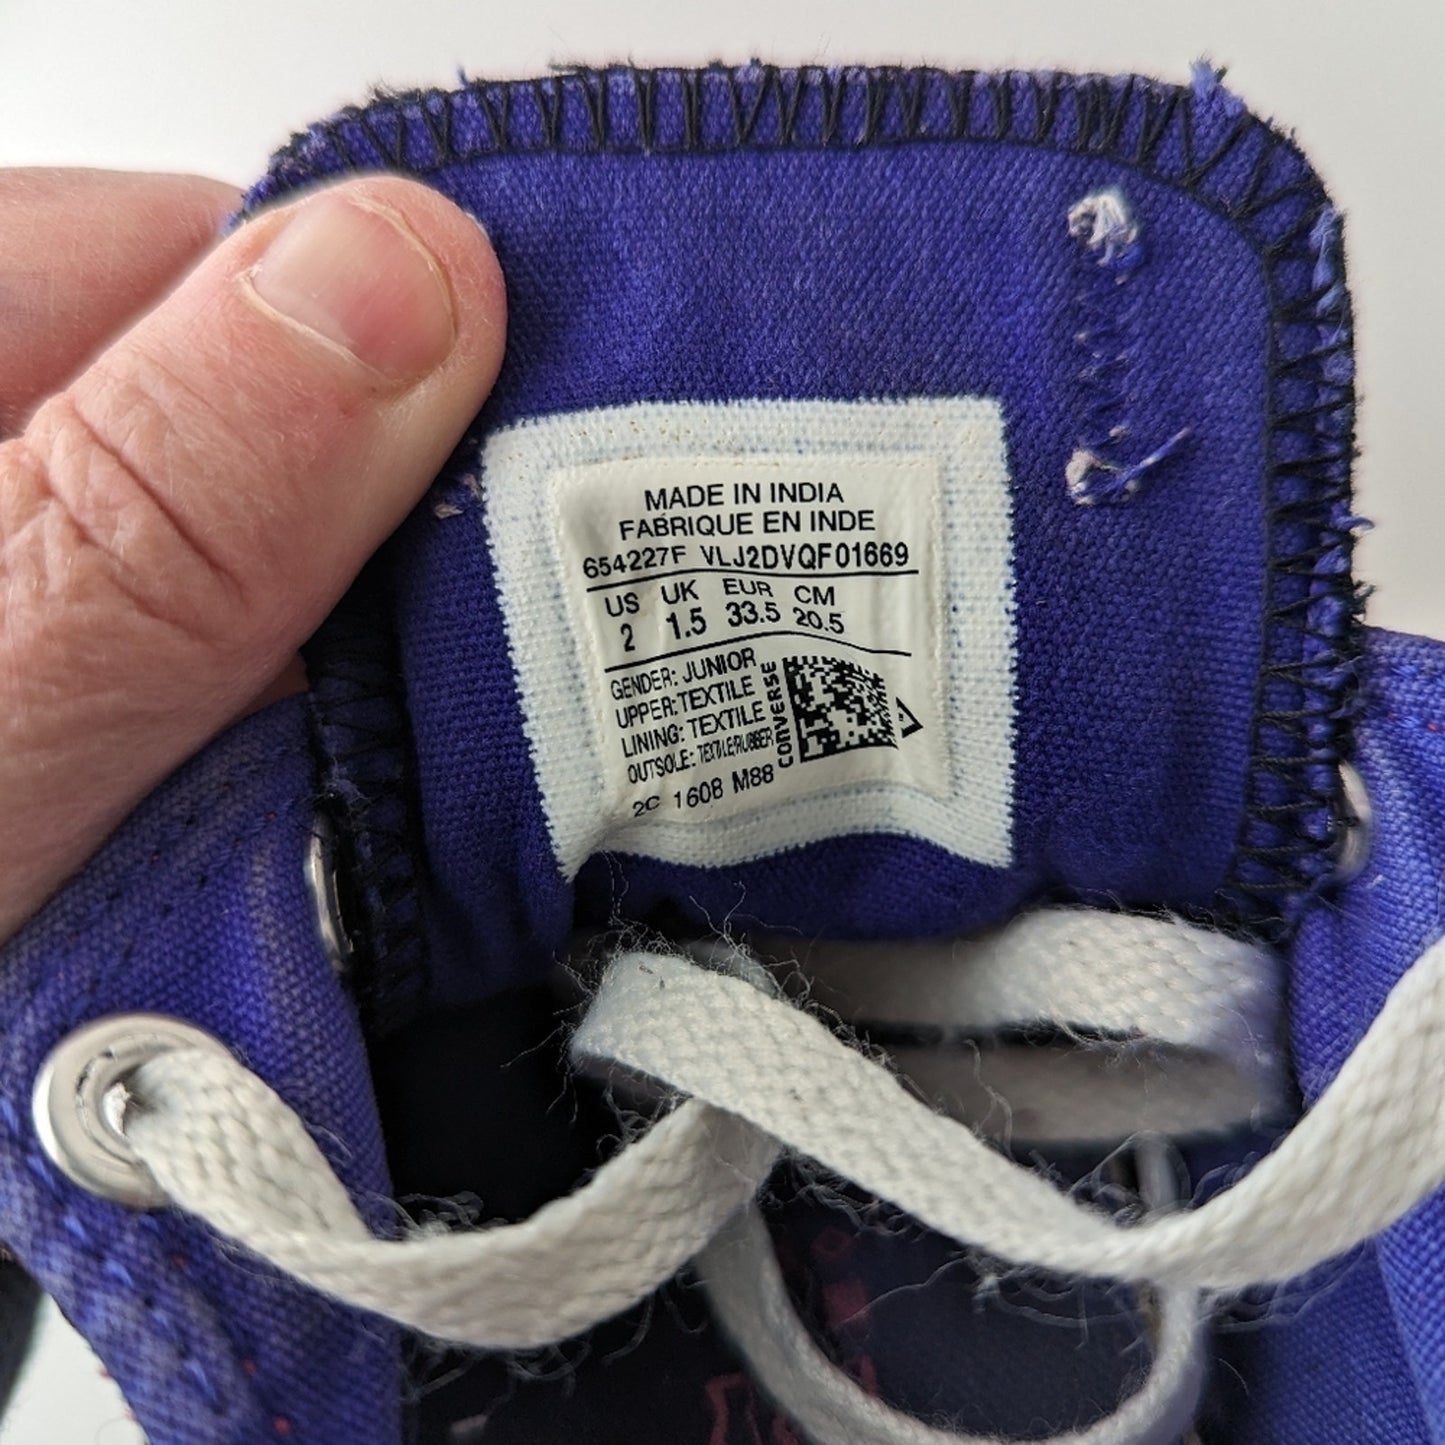 MADE IN INDIA
FABRIQUE EN INDE
654227F VLJ2DVQF01669
US UK EUR CM
2 1.5 33.5 20.5
GENDER: JUNIOR
UPPER: TEXTILE
LINING: TEXTILE
OUTSOLE: TEXTILE/RUBBER
CONVERSE
2C 1608 M88